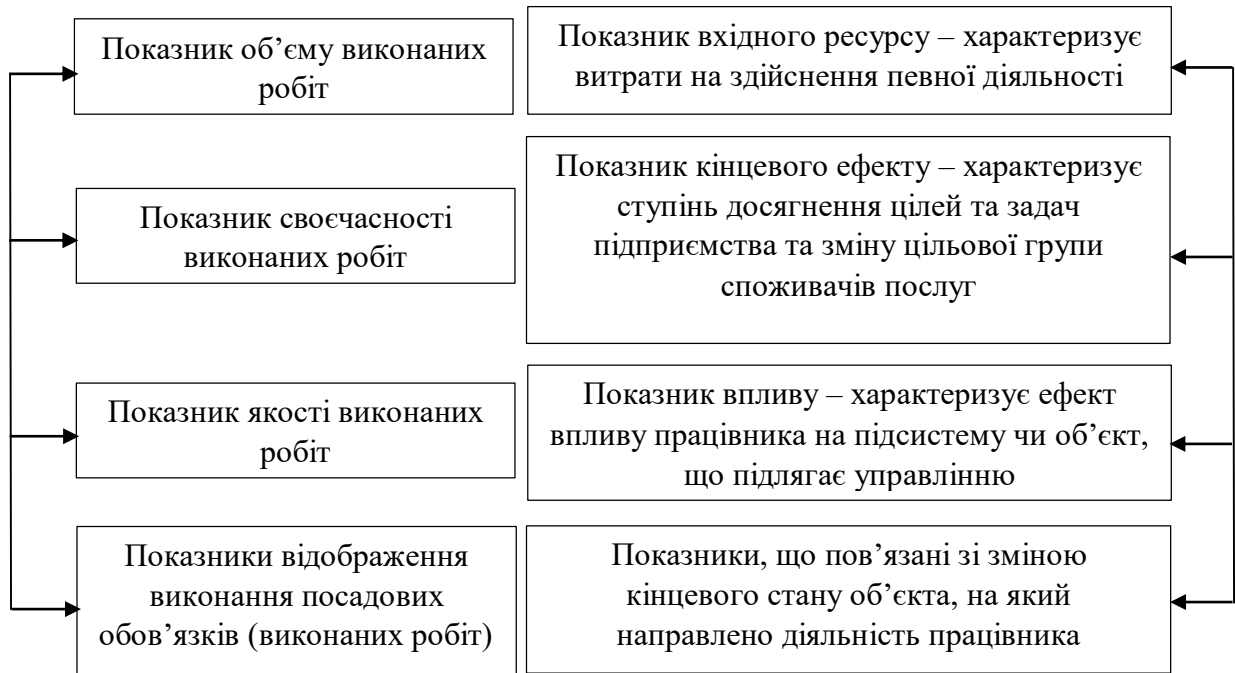 Показник об’єму виконаних
робіт
Показник вхідного ресурсу – характеризує
витрати на здійснення певної діяльності
Показник своєчасності
виконаних робіт
Показник кінцевого ефекту – характеризує
ступінь досягнення цілей та задач
підприємства та зміну цільової групи
споживачів послуг
Показник якості виконаних
робіт
Показник впливу – характеризує ефект
впливу працівника на підсистему чи об’єкт,
що підлягає управлінню
Показники відображення
виконання посадових
обов’язків (виконаних робіт)
Показники, що пов’язані зі зміною
кінцевого стану об’єкта, на який
направлено діяльність працівника